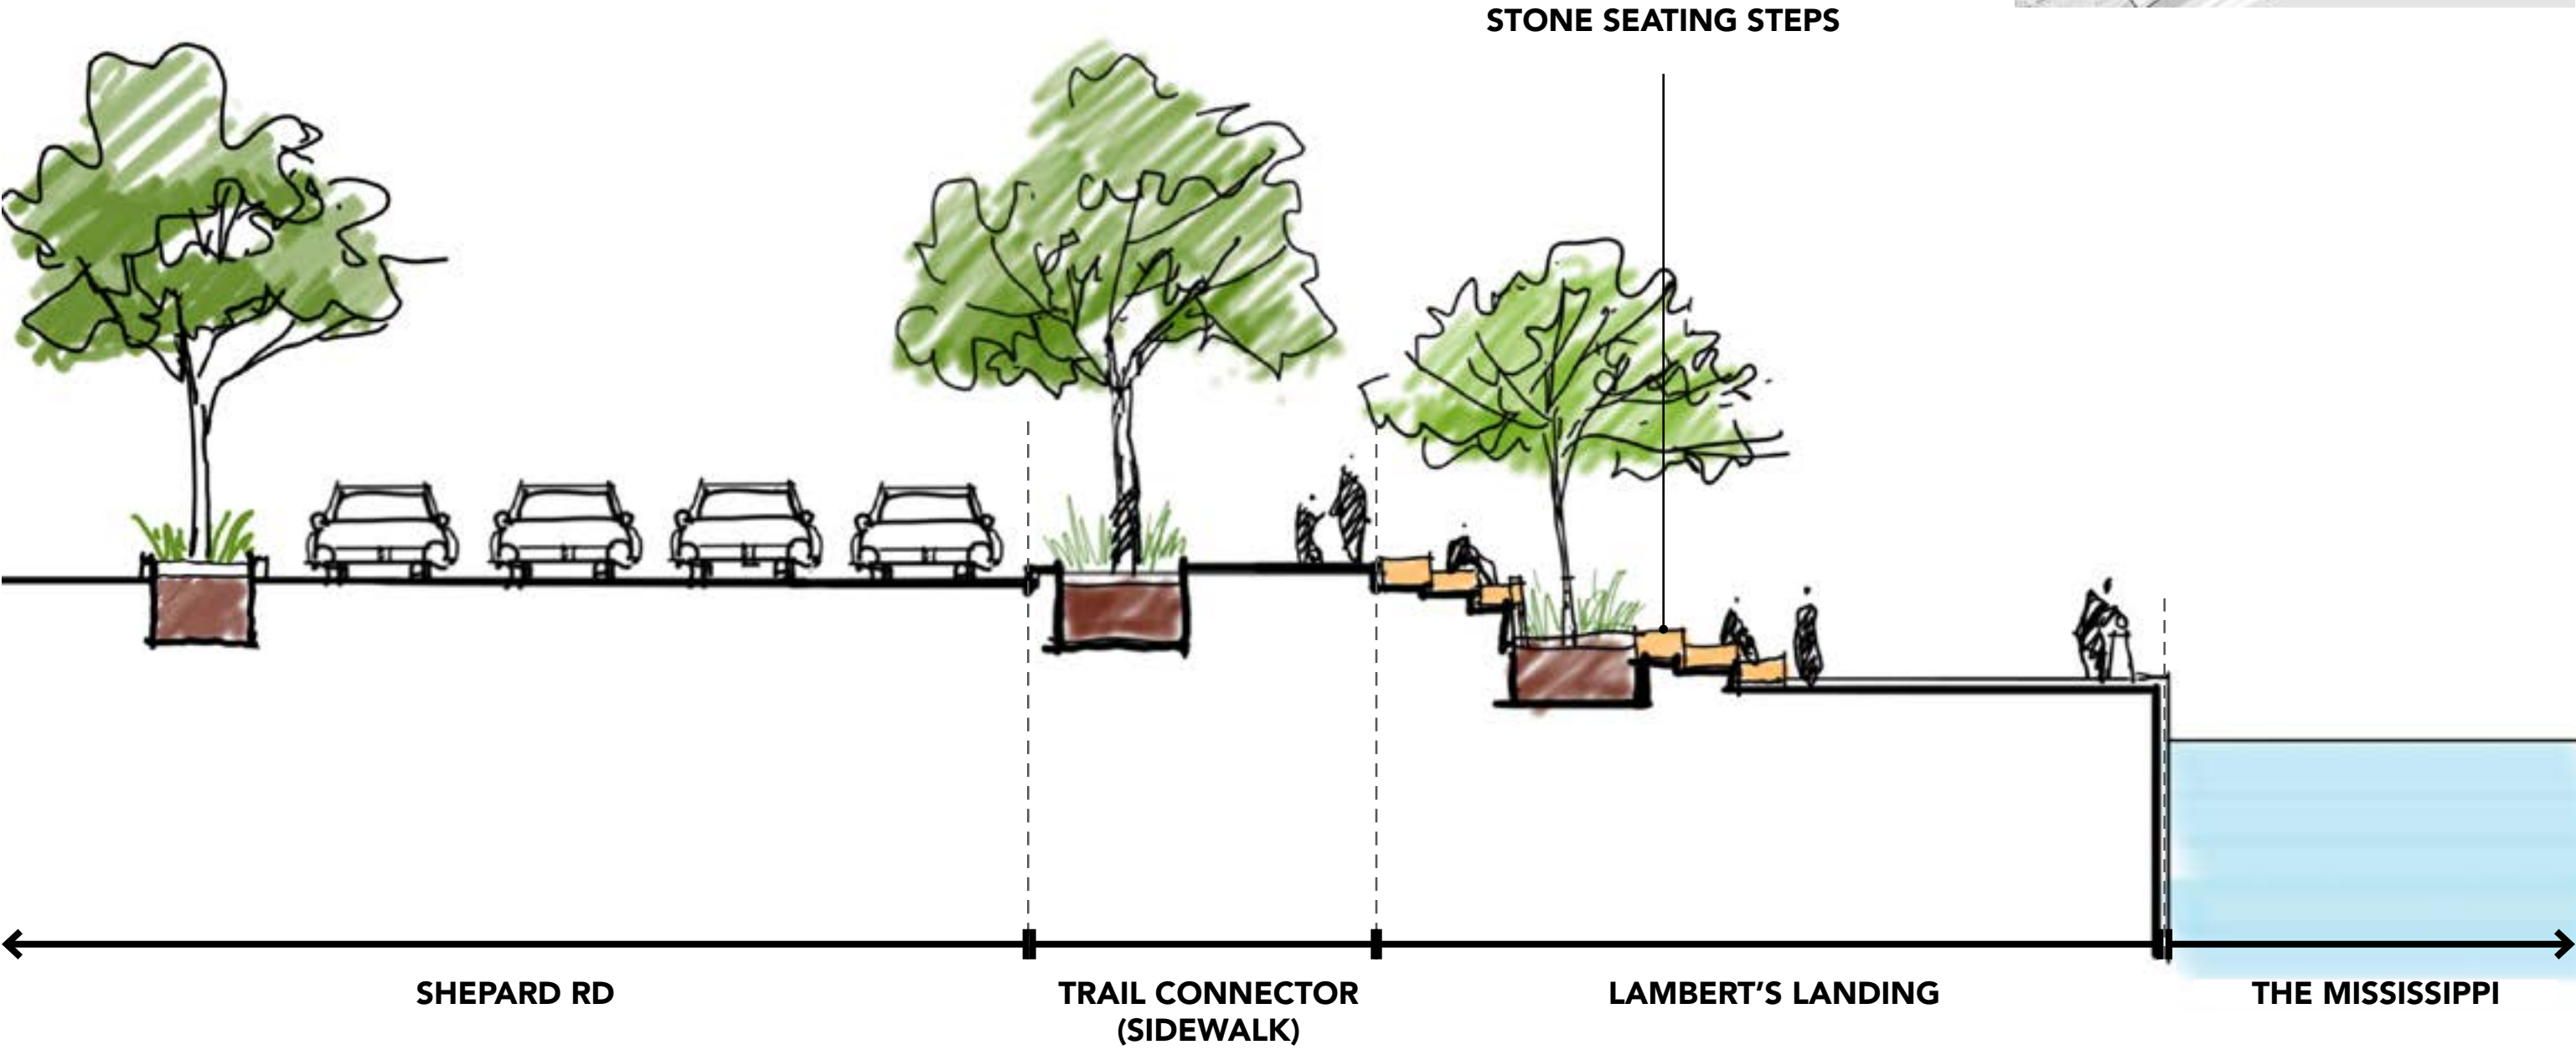 STONE SEATING STEPS
SHEPARD RD
TRAIL CONNECTOR
(SIDEWALK)
LAMBERT’S LANDING
THE MISSISSIPPI